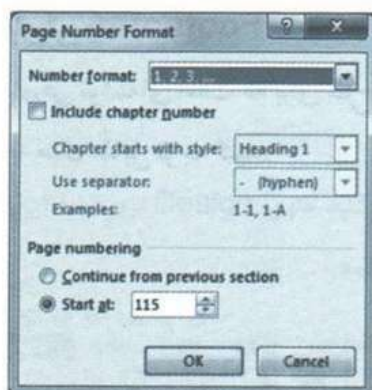 Page Number Format
Number format: 1, 2, 3, ...
Include chapter number
Chapter starts with style: Heading 1
Use separator: - (hyphen)
Examples: 1-1, 1-A
Page numbering
Continue from previous section
Start at: 115
OK Cancel